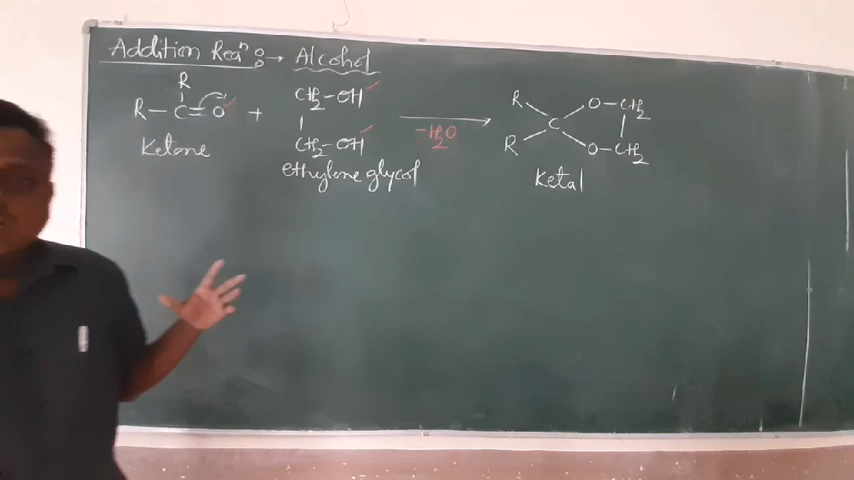 Addition Reaⁿ :- → Alcohol
R
R — C = O + CH₂ — OH
CH₂ — OH
Ketone
ethylene glycol
-H₂O
R
R
C
O — CH₂
O — CH₂
Ketal